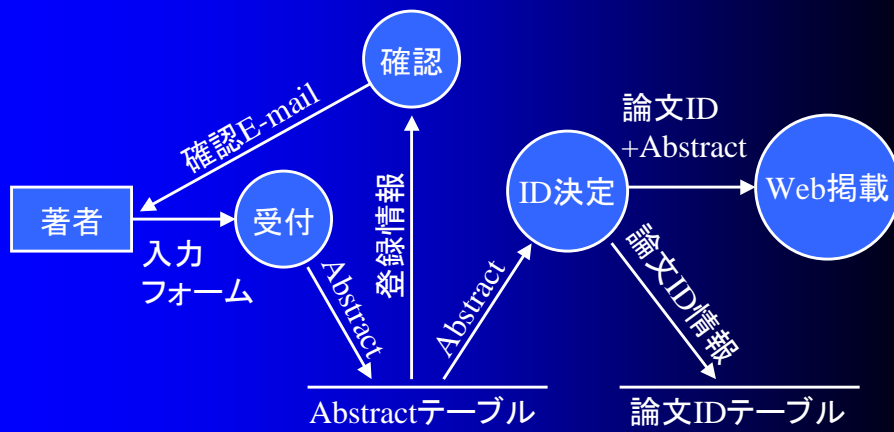 確認
確認E-mail
論文ID
+Abstract
著者
受付
ID決定
Web掲載
入力
フォーム
Abstract
登録情報
Abstract
論文ID情報
Abstractテーブル
論文IDテーブル